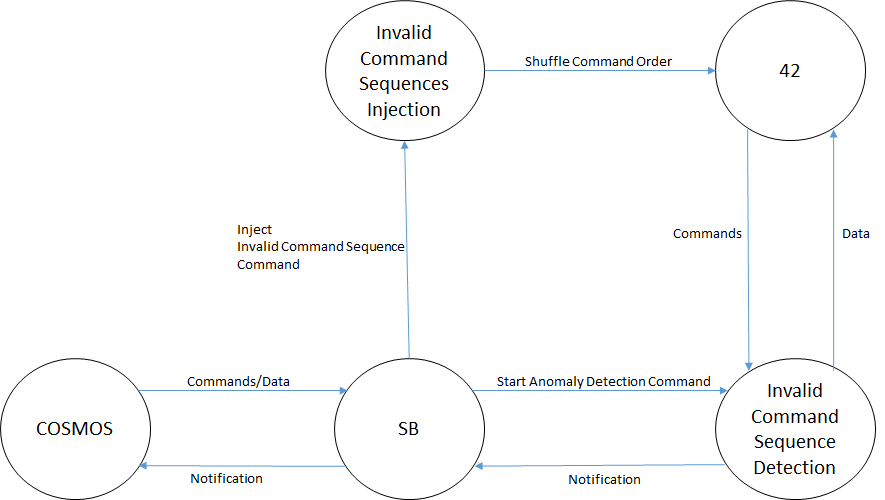 Invalid
Command
Sequences
Injection
Shuffle Command Order
42
Inject
Invalid Command Sequence
Command
Commands
Data
COSMOS
Commands/Data
SB
Start Anomaly Detection Command
Invalid
Command
Sequence
Detection
Notification
Notification